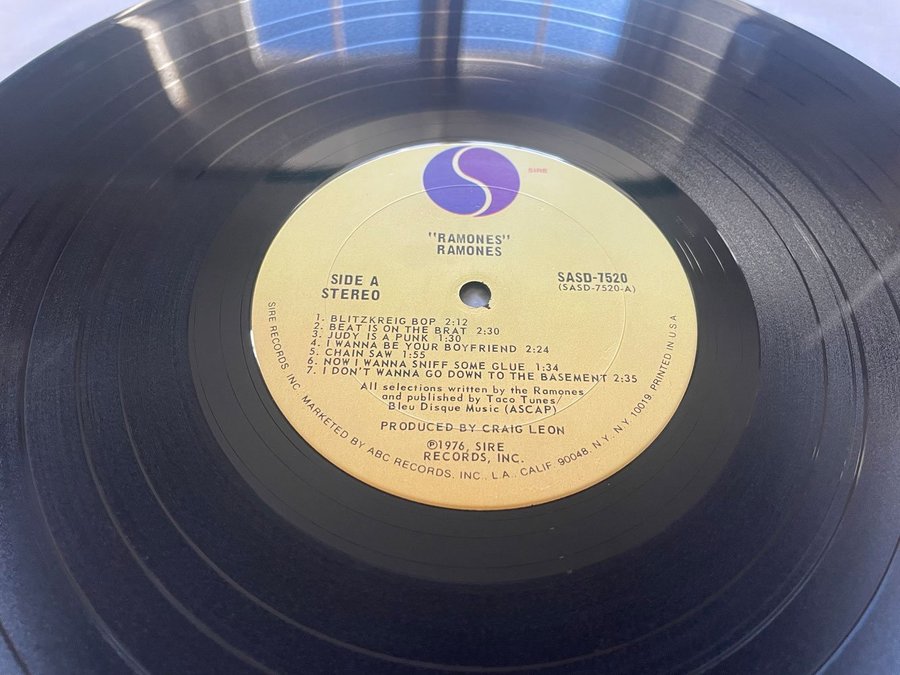 SIRE
"RAMONES"
RAMONES
SIDE A
STEREO
SASD-7520
(SASD-7520-A)
1. BLITZKREIG BOP 2:12
2. BEAT IS ON THE BRAT 2:30
3. JUDY IS A PUNK 1:30
4. I WANNA BE YOUR BOYFRIEND 2:24
5. CHAIN SAW 1:55
6. NOW I WANNA SNIFF SOME GLUE 1:34
7. I DON'T WANNA GO DOWN TO THE BASEMENT 2:35
All selections written by the Ramones
and published by Taco Tunes/
Bleu Disque Music (ASCAP)
PRODUCED BY CRAIG LEON
℗1976, SIRE
RECORDS, INC.
SIRE RECORDS, INC. MARKETED BY ABC RECORDS, INC., L.A., CALIF. 90048, N.Y., N.Y. 10019 PRINTED IN U.S.A.